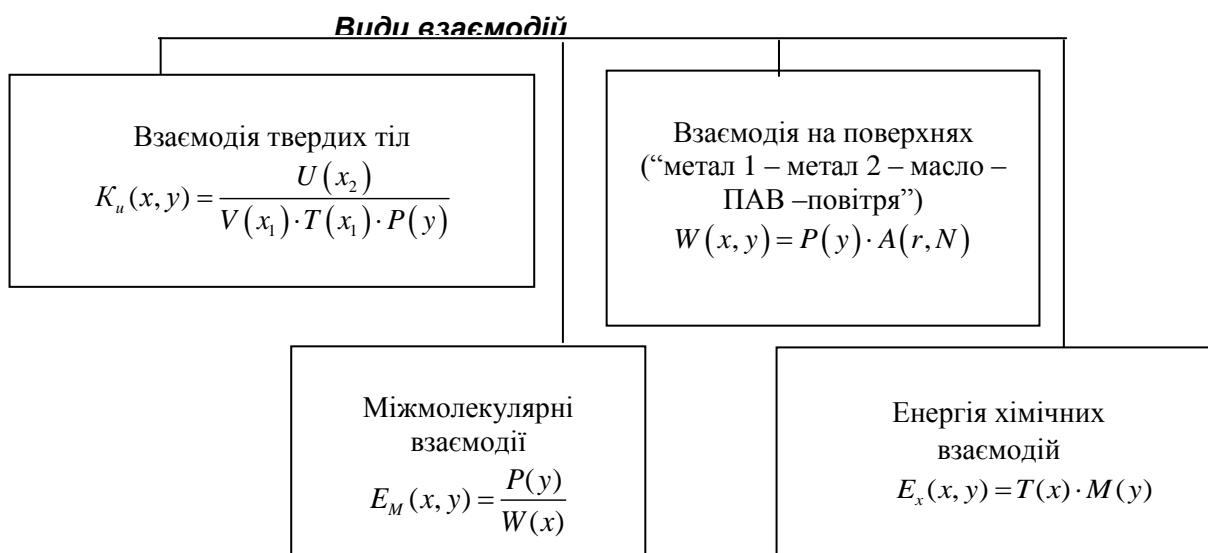 Види взаємодій
Взаємодія твердих тіл
K_u(x, y) = U(x_2) / (V(x_1)·T(x_1)·P(y))
Взаємодія на поверхнях
(“метал 1 – метал 2 – масло –
ПАВ –повітря”)
W(x, y) = P(y)·A(r, N)
Міжмолекулярні
взаємодії
E_M(x, y) = P(y) / W(x)
Енергія хімічних
взаємодій
E_x(x, y) = T(x)·M(y)